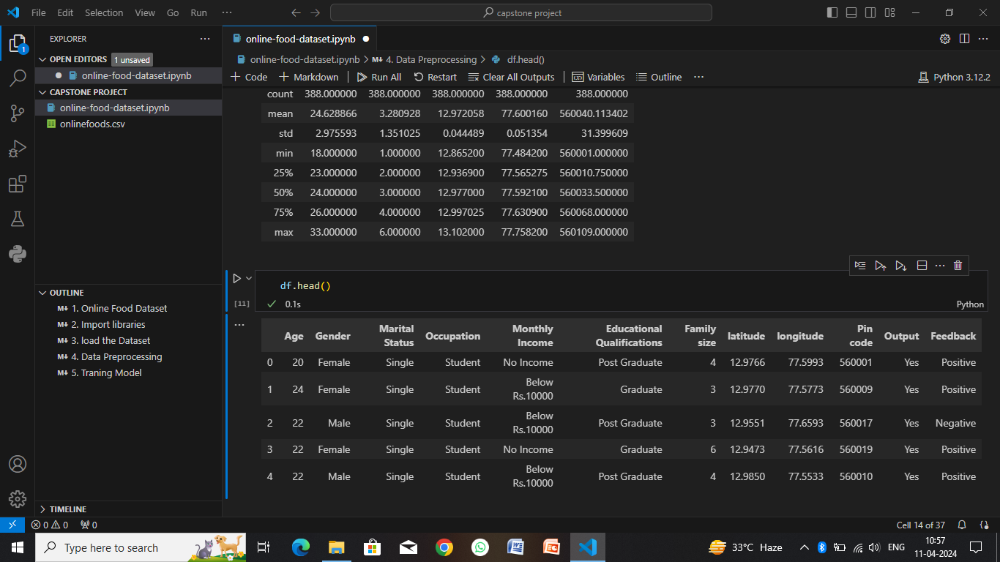 File Edit Selection View Go Run ··· capstone project
EXPLORER ···
OPEN EDITORS 1 unsaved
online-food-dataset.ipynb
CAPSTONE PROJECT
online-food-dataset.ipynb
onlinefoods.csv
OUTLINE
M↓ 1. Online Food Dataset
M↓ 2. Import libraries
M↓ 3. load the Dataset
M↓ 4. Data Preprocessing
M↓ 5. Traning Model
TIMELINE
1
online-food-dataset.ipynb
online-food-dataset.ipynb > M↓ 4. Data Preprocessing > df.head()
+ Code + Markdown Run All Restart Clear All Outputs Variables Outline ··· Python 3.12.2
count 388.000000 388.000000 388.000000 388.000000 388.000000
mean 24.628866 3.280928 12.972058 77.600160 560040.113402
std 2.975593 1.351025 0.044489 0.051354 31.399609
min 18.000000 1.000000 12.865200 77.484200 560001.000000
25% 23.000000 2.000000 12.936900 77.565275 560010.750000
50% 24.000000 3.000000 12.977000 77.592100 560033.500000
75% 26.000000 4.000000 12.997025 77.630900 560068.000000
max 33.000000 6.000000 13.102000 77.758200 560109.000000
df.head()
[11] 0.1s Python
Age Gender Marital Status Occupation Monthly Income Educational Qualifications Family size latitude longitude Pin code Output Feedback
0 20 Female Single Student No Income Post Graduate 4 12.9766 77.5993 560001 Yes Positive
1 24 Female Single Student Below Rs.10000 Graduate 3 12.9770 77.5773 560009 Yes Positive
2 22 Male Single Student Below Rs.10000 Post Graduate 3 12.9551 77.6593 560017 Yes Negative
3 22 Female Single Student No Income Graduate 6 12.9473 77.5616 560019 Yes Positive
4 22 Male Single Student Below Rs.10000 Post Graduate 4 12.9850 77.5533 560010 Yes Positive
0 0 0 Cell 14 of 37
Type here to search 33°C Haze ENG 10:57
11-04-2024